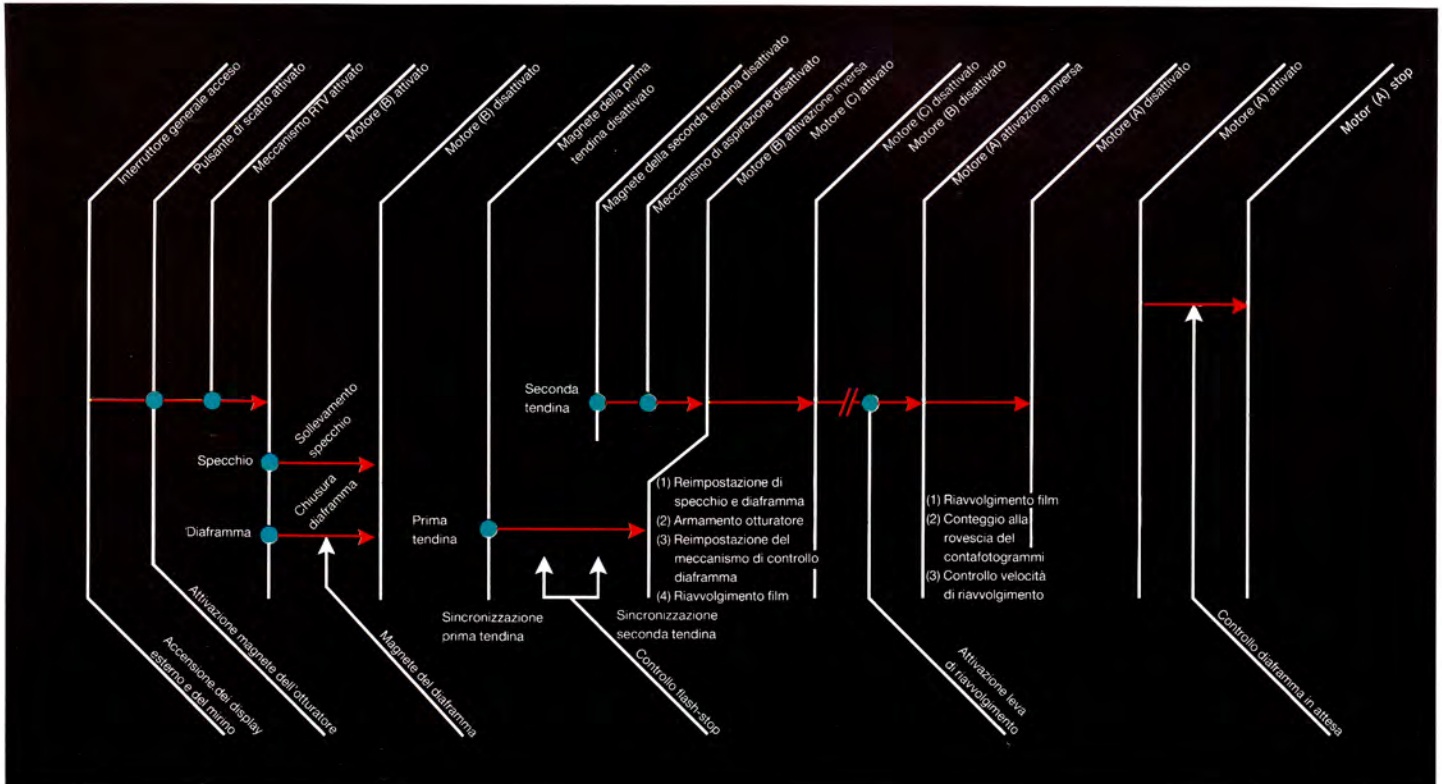 Interruttore generale acceso
Pulsante di scatto attivato
Meccanismo RTV attivato
Motore (B) attivato
Motore (B) disattivato
Magnete della prima
tendina disattivato
Magnete della seconda tendina disattivato
Meccanismo di aspirazione disattivato
Motore (B) attivazione inversa
Motore (C) attivato
Motore (C) disattivato
Motore (B) disattivato
Motore (A) attivazione inversa
Motore (A) disattivato
Motore (A) attivato
Motor (A) stop
Seconda
tendina
Sollevamento
specchio
Specchio
Chiusura
diaframma
Diaframma
Prima
tendina
(1) Reimpostazione di
specchio e diaframma
(2) Armamento otturatore
(3) Reimpostazione del
meccanismo di controllo
diaframma
(4) Riavvolgimento film
(1) Riavvolgimento film
(2) Conteggio alla
rovescia del
contafotogrammi
(3) Controllo velocità
di riavvolgimento
Sincronizzazione
prima tendina
Sincronizzazione
seconda tendina
Accensione dei display
esterno e del mirino
Attivazione magnete dell'otturatore
Magnete del diaframma
Controllo flash-stop
Attivazione leva
di riavvolgimento
Controllo diaframma in attesa